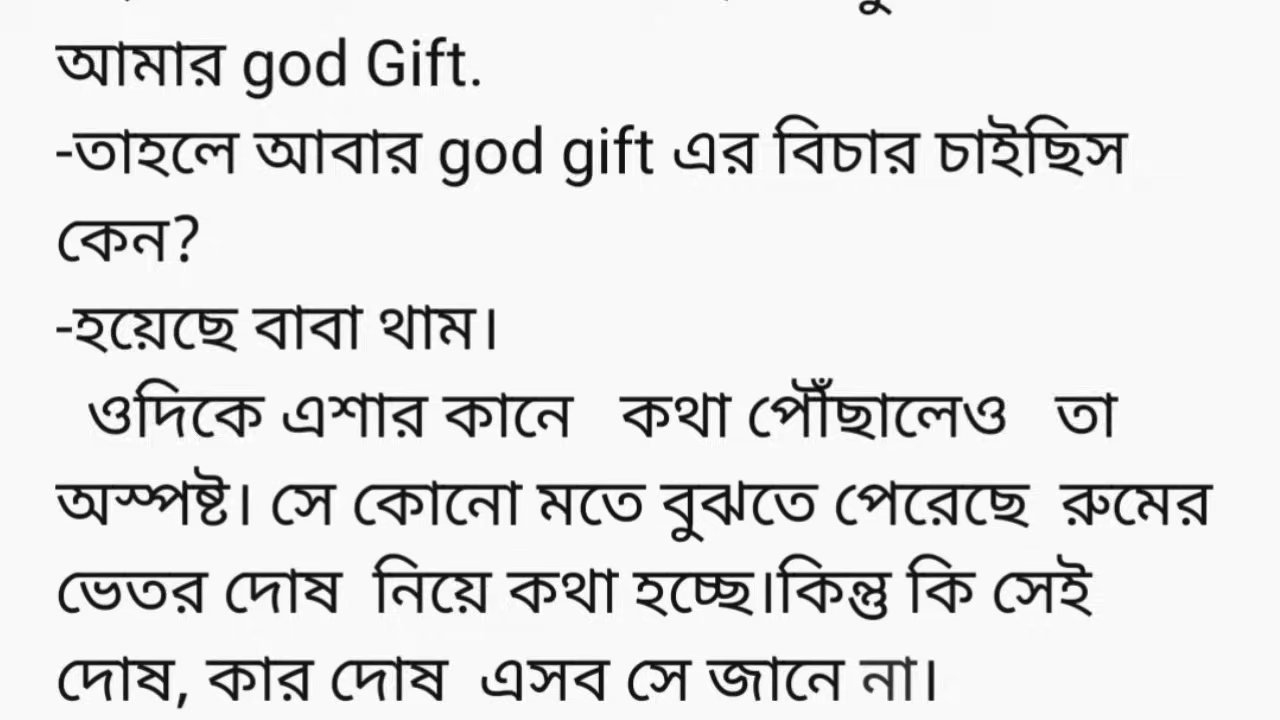 আমার god Gift.
-তাহলে আবার god gift এর বিচার চাইছিস
কেন?
-হয়েছে বাবা থাম।
ওদিকে এশার কানে কথা পৌঁছালেও তা
অস্পষ্ট। সে কোনো মতে বুঝতে পেরেছে রুমের
ভেতর দোষ নিয়ে কথা হচ্ছে।কিন্তু কি সেই
দোষ, কার দোষ এসব সে জানে না।